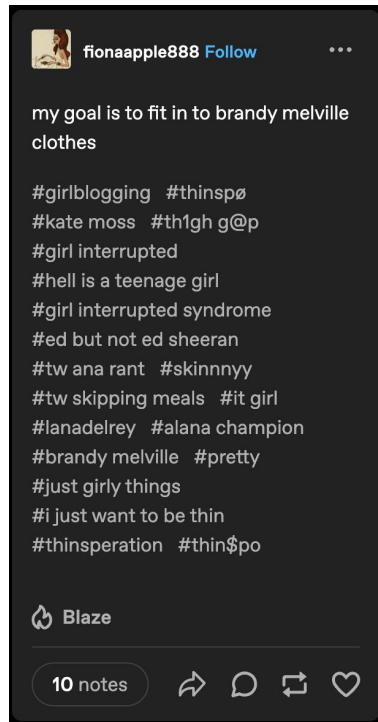 fionaapple888 Follow
my goal is to fit in to brandy melville
clothes
#girlblogging #thinspø
#kate moss #th1gh g@p
#girl interrupted
#hell is a teenage girl
#girl interrupted syndrome
#ed but not ed sheeran
#tw ana rant #skinnnyy
#tw skipping meals #it girl
#lanadelrey #alana champion
#brandy melville #pretty
#just girly things
#i just want to be thin
#thinsperation #thin$po
Blaze
10 notes